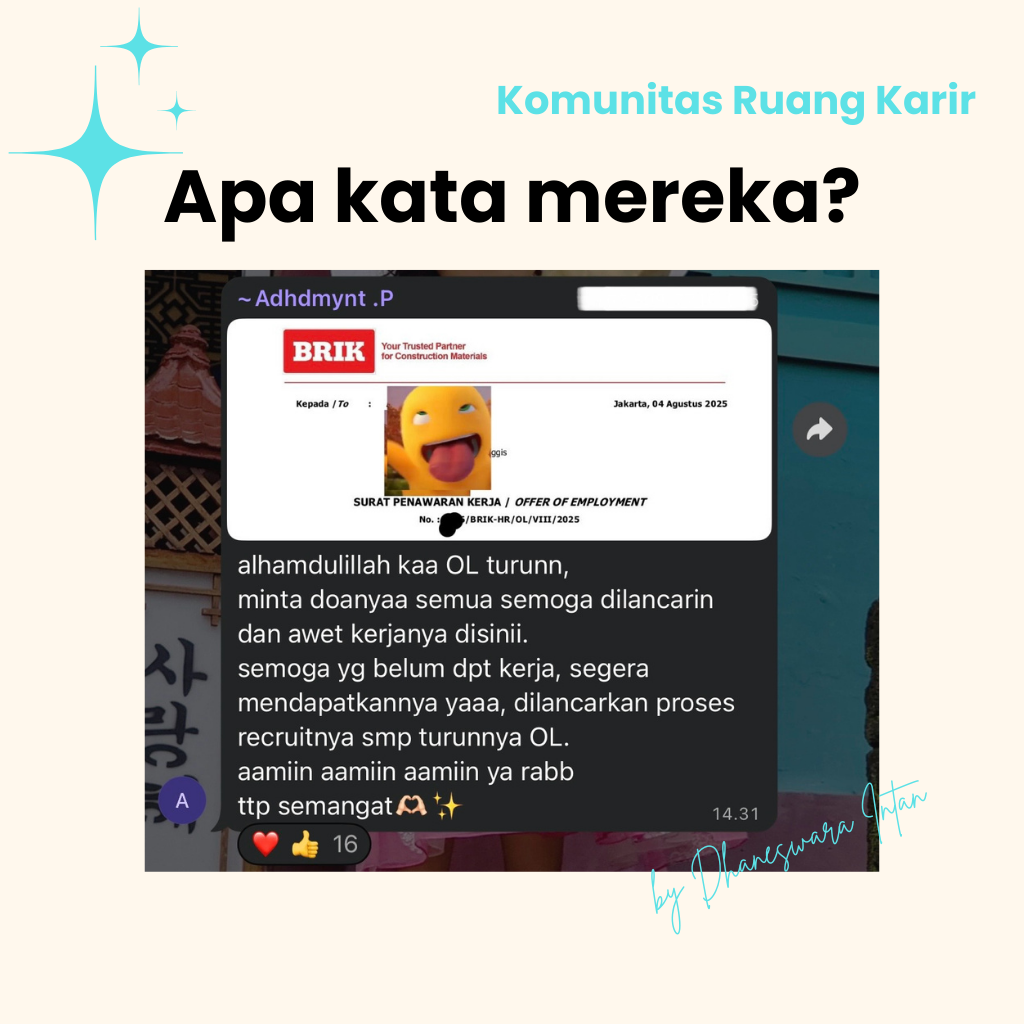 Komunitas Ruang Karir
Apa kata mereka?
~Adhdmynt .P
BRIK
Your Trusted Partner
for Construction Materials
Kepada /To :
Jakarta, 04 Agustus 2025
ggis
SURAT PENAWARAN KERJA / OFFER OF EMPLOYMENT
No. : /BRIK-HR/OL/VIII/2025
alhamdulillah kaa OL turunn,
minta doanyaa semua semoga dilancarin
dan awet kerjanya disinii.
semoga yg belum dpt kerja, segera
mendapatkannya yaaa, dilancarkan proses
recruitnya smp turunnya OL.
aamiin aamiin aamiin ya rabb
ttp semangat🫶🏻✨
14.31
A
❤️ 👍 16
by Dhaneswara Intan